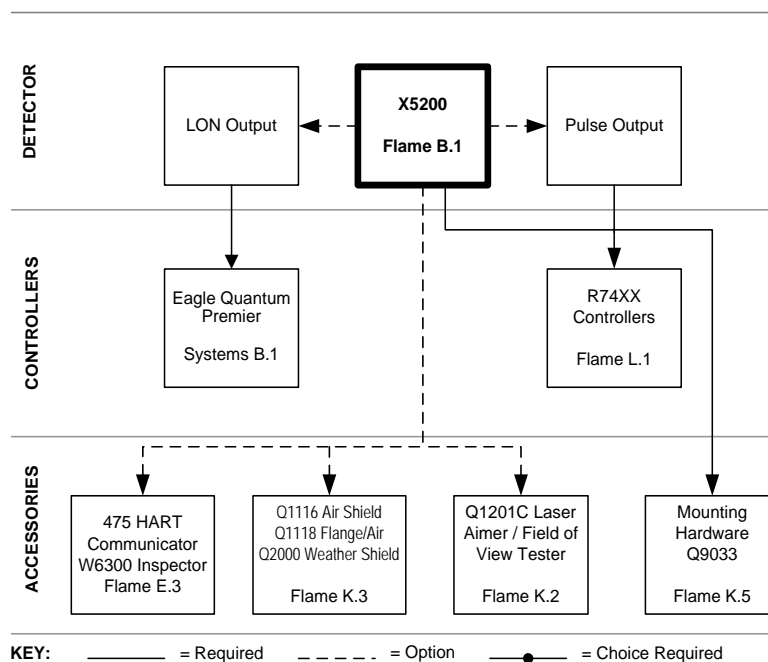 DETECTOR
LON Output
X5200
Flame B.1
Pulse Output
CONTROLLERS
Eagle Quantum
Premier
Systems B.1
R74XX
Controllers
Flame L.1
ACCESSORIES
475 HART
Communicator
W6300 Inspector
Flame E.3
Q1116 Air Shield
Q1118 Flange/Air
Q2000 Weather Shield
Flame K.3
Q1201C Laser
Aimer / Field of
View Tester
Flame K.2
Mounting
Hardware
Q9033
Flame K.5
KEY: = Required = Option = Choice Required